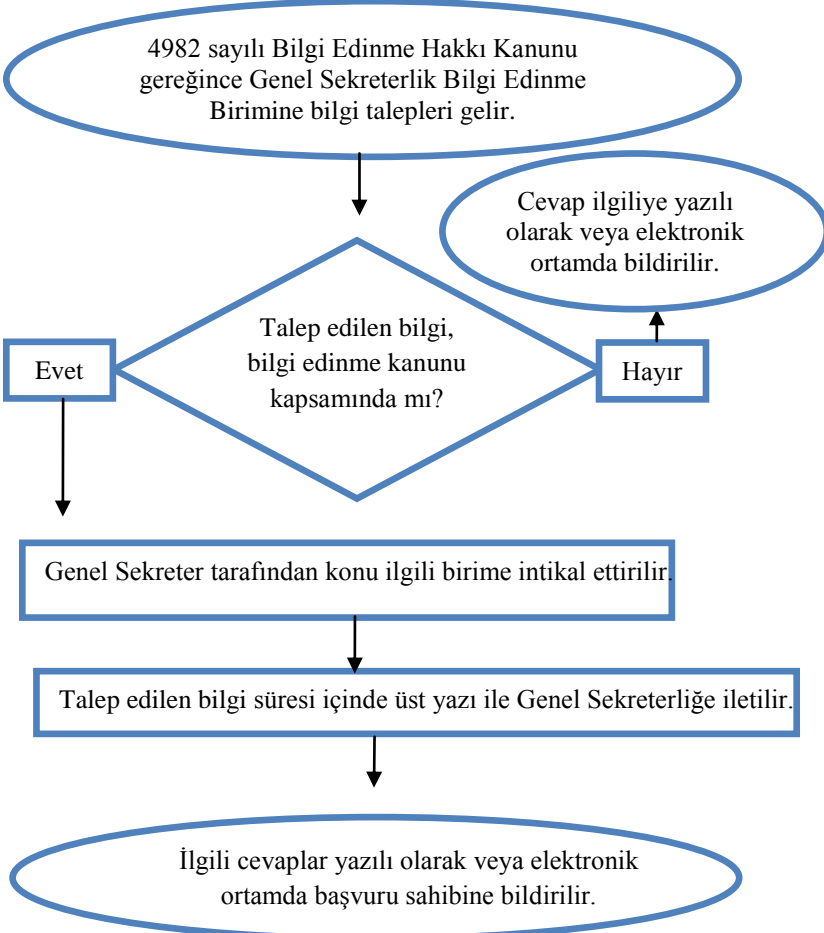 4982 sayılı Bilgi Edinme Hakkı Kanunu
gereğince Genel Sekreterlik Bilgi Edinme
Birimine bilgi talepleri gelir.
Cevap ilgiliye yazılı
olarak veya elektronik
ortamda bildirilir.
Talep edilen bilgi,
bilgi edinme kanunu
kapsamında mı?
Evet
Hayır
Genel Sekreter tarafından konu ilgili birime intikal ettirilir.
Talep edilen bilgi süresi içinde üst yazı ile Genel Sekreterliğe iletilir.
İlgili cevaplar yazılı olarak veya elektronik
ortamda başvuru sahibine bildirilir.